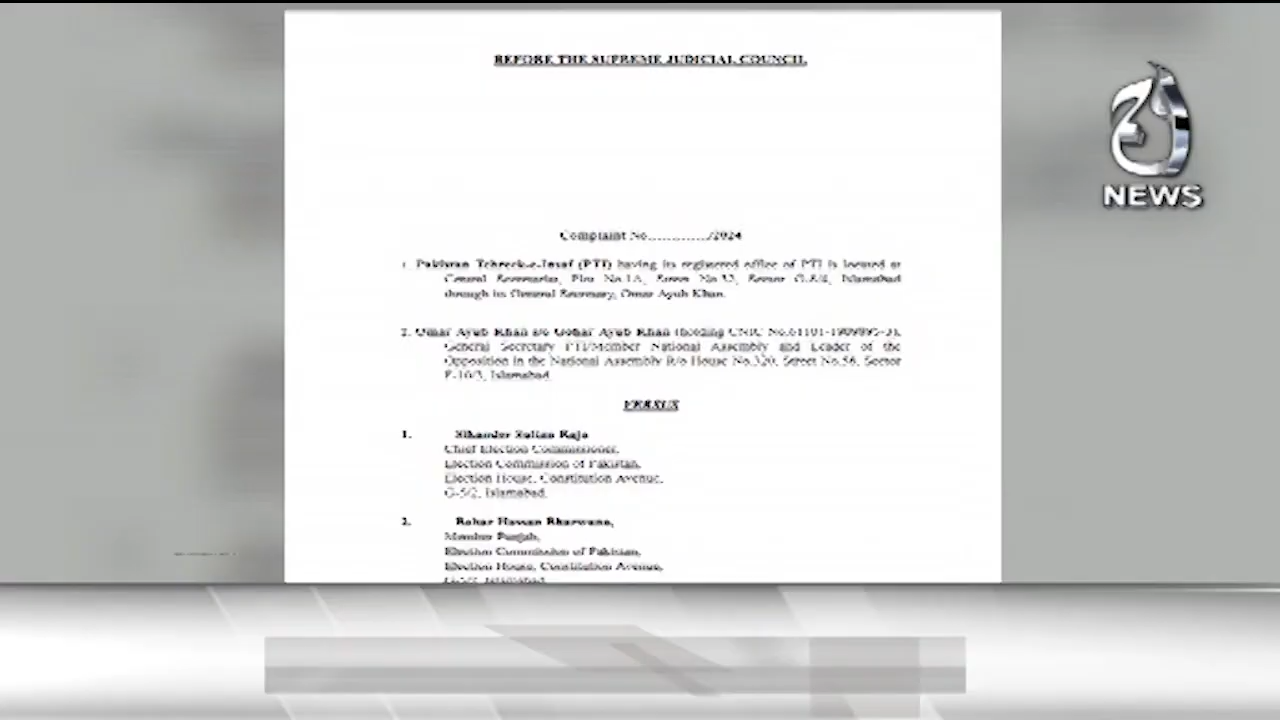 BEFORE THE SUPREME JUDICIAL COUNCIL
NEWS
Complaint No............./2024
1. Pakistan Tehreek-e-Insaf (PTI) having its registered office of PTI is located at
Central Secretariat, Plot No.1A, Street No. Sector G-8/4, Islamabad
through its General Secretary, Omar Ayub Khan.
2. Omar Ayub Khan s/o Gohar Ayub Khan (holding CNIC
General Secretary PTI/Member National Assembly and Leader of the
Opposition in the National Assembly R/o House No.320, Street No.56, Sector
F-10/3, Islamabad
VERSUS
1. Sikander Sultan Raja
Chief Election Commissioner,
Election Commission of Pakistan,
Election House, Constitution Avenue,
G-5/2, Islamabad.
2. Babar Hassan Bharwana,
Member Punjab,
Election Commission of Pakistan,
Election House, Constitution Avenue,
G-5/2, Islamabad